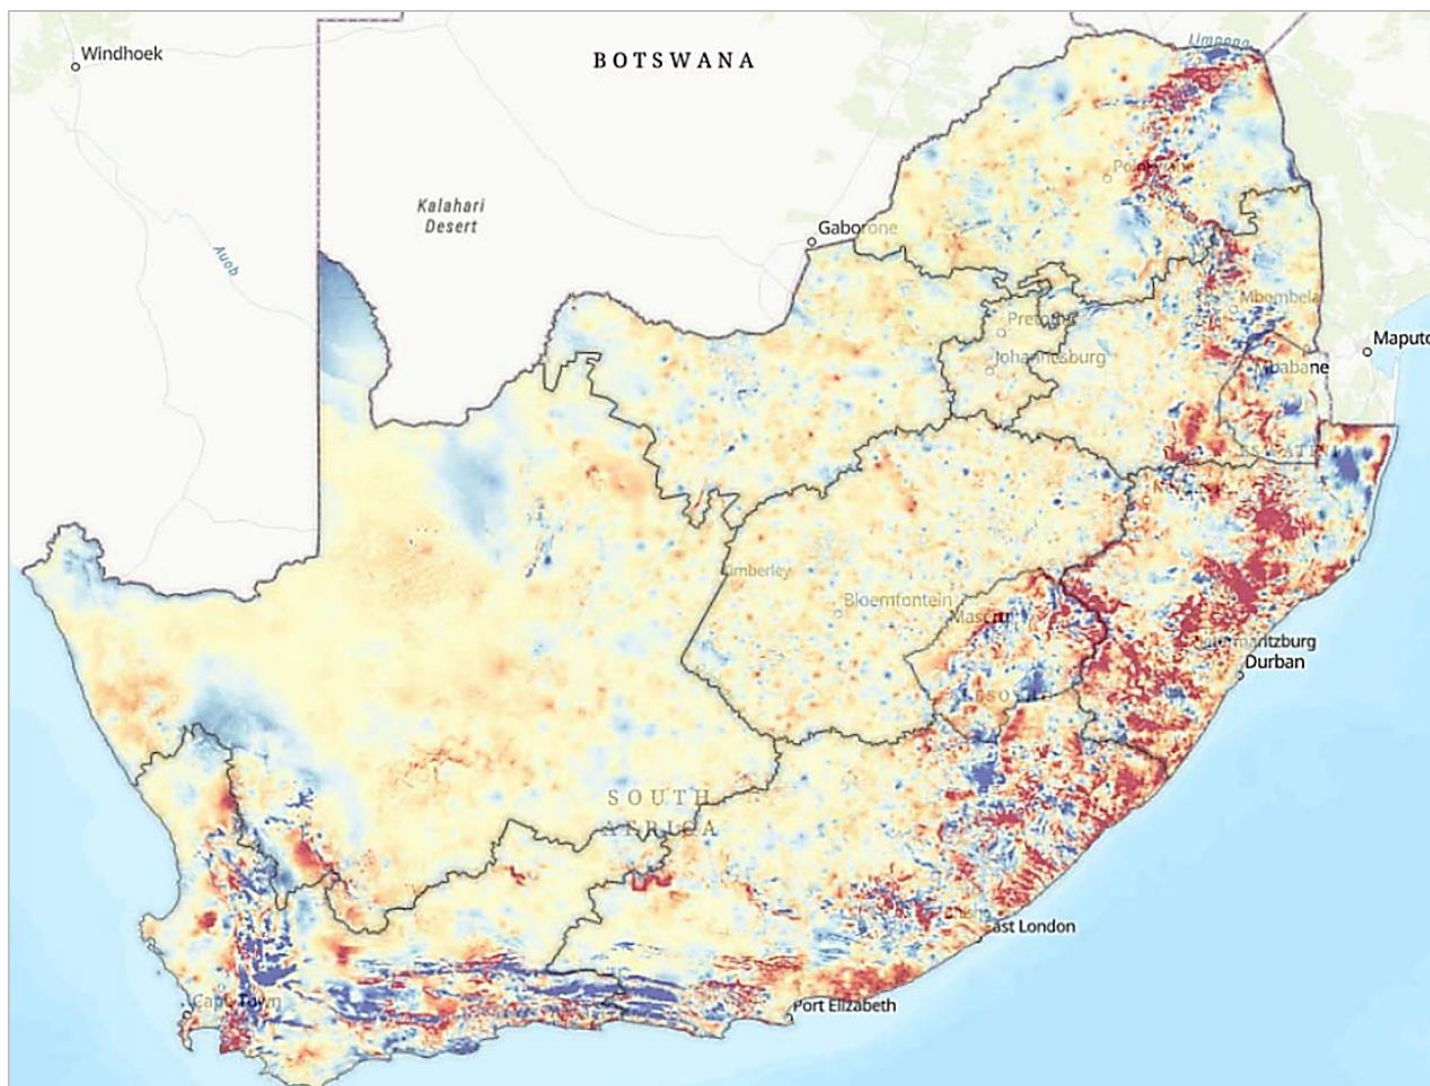 Limpopo
Windhoek
BOTSWANA
Kalahari
Desert
Auob
Gaborone
Mbombela
Pretoria
Maputo
Johannesburg
Mbabane
Kimberley
Bloemfontein
Maseru
Durban
LESOTHO
SOUTH
AFRICA
East London
Cape Town
Port Elizabeth